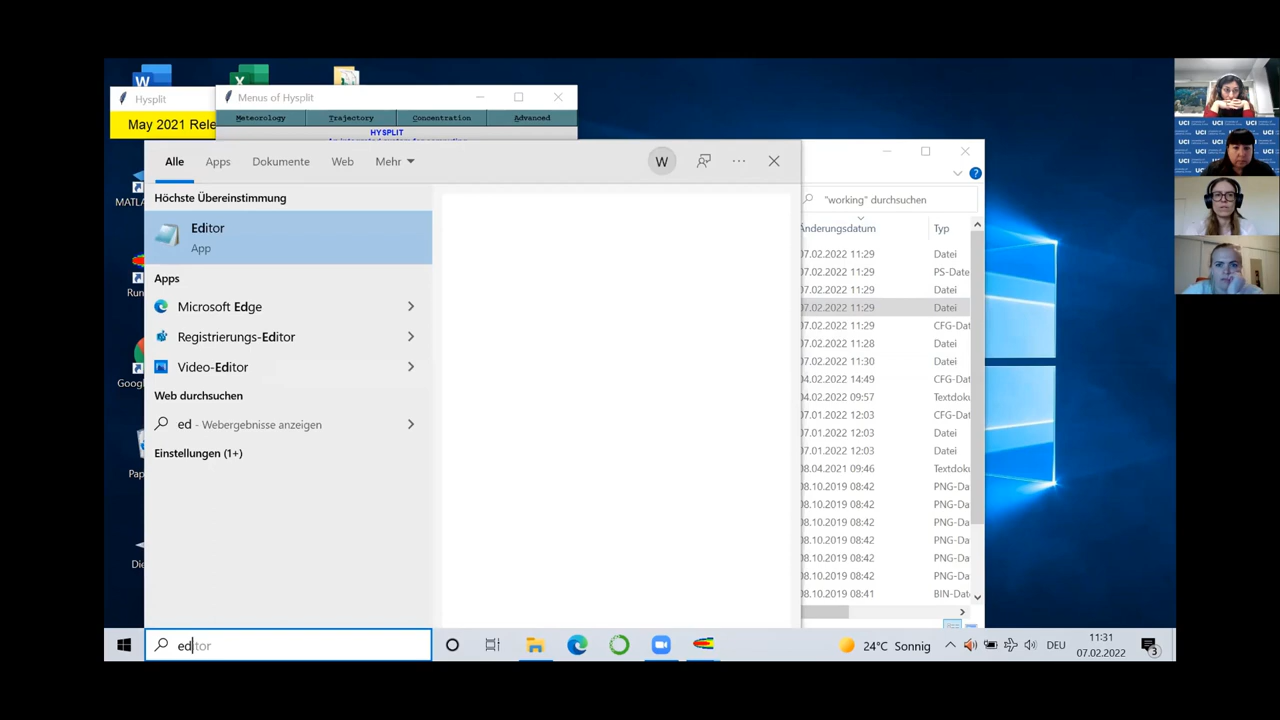 Hysplit
May 2021 Rele
Menus of Hysplit
Meteorology
Trajectory
Concentration
Advanced
HYSPLIT
Alle
Apps
Dokumente
Web
Mehr
W
Höchste Übereinstimmung
Editor
App
Apps
Microsoft Edge
Registrierungs-Editor
Video-Editor
Web durchsuchen
ed - Webergebnisse anzeigen
Einstellungen (1+)
editor
MATLA
Run
Googl
Pap
Die
"working" durchsuchen
Änderungsdatum Typ
07.02.2022 11:29 Datei
07.02.2022 11:29 PS-Date
07.02.2022 11:29 Datei
07.02.2022 11:29 Datei
07.02.2022 11:29 CFG-Dat
07.02.2022 11:28 Datei
07.02.2022 11:30 Datei
04.02.2022 14:49 CFG-Dat
04.02.2022 09:57 Textdoku
07.01.2022 12:03 CFG-Dat
07.01.2022 12:03 Datei
07.01.2022 12:03 Datei
08.04.2021 09:46 Textdoku
08.10.2019 08:42 PNG-Da
08.10.2019 08:42 PNG-Da
08.10.2019 08:42 PNG-Da
08.10.2019 08:42 PNG-Da
08.10.2019 08:42 PNG-Da
08.10.2019 08:42 PNG-Da
08.10.2019 08:41 BIN-Date
24°C Sonnig
DEU
11:31
07.02.2022
3
UCI
UCI
UCI
UCI
UCI
UCI